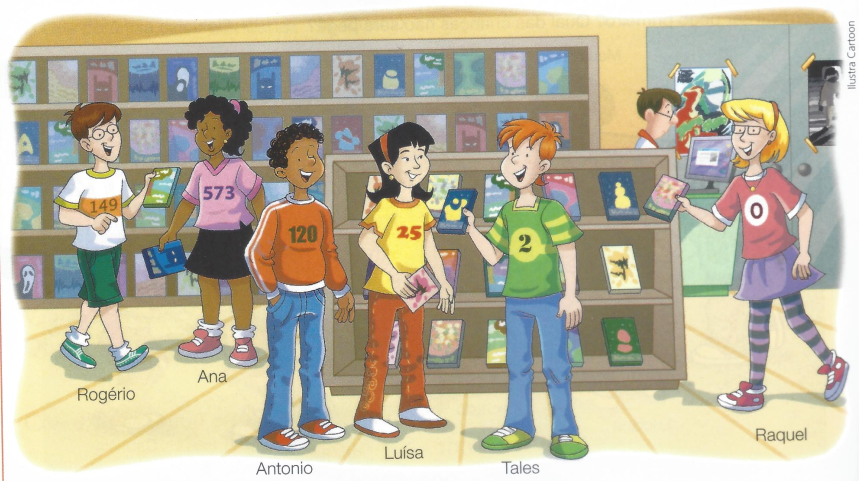 Ilustra Cartoon
149
573
120
25
2
0
Rogério
Ana
Antonio
Luísa
Tales
Raquel